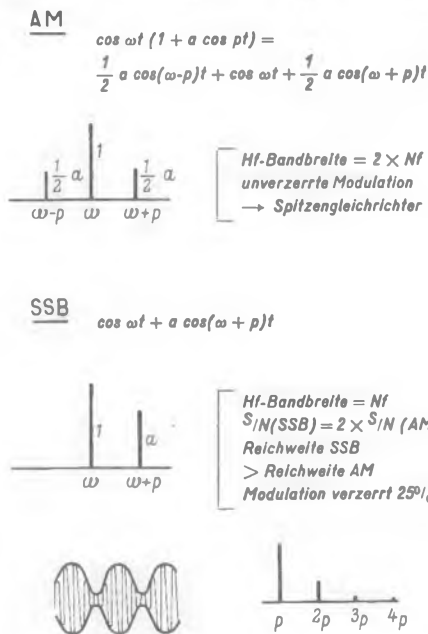 AM
cos ωt (1 + a cos pt) =
1/2 a cos(ω-p)t + cos ωt + 1/2 a cos(ω + p)t
1/2 a
1
1/2 a
ω-p
ω
ω+p
Hf-Bandbreite = 2 × Nf
unverzerrte Modulation
→ Spitzengleichrichter
SSB
cos ωt + a cos(ω + p)t
1
a
ω
ω+p
Hf-Bandbreite = Nf
S/N(SSB) = 2 × S/N (AM
Reichweite SSB
> Reichweite AM
Modulation verzerrt 25%
p
2p
3p
4p